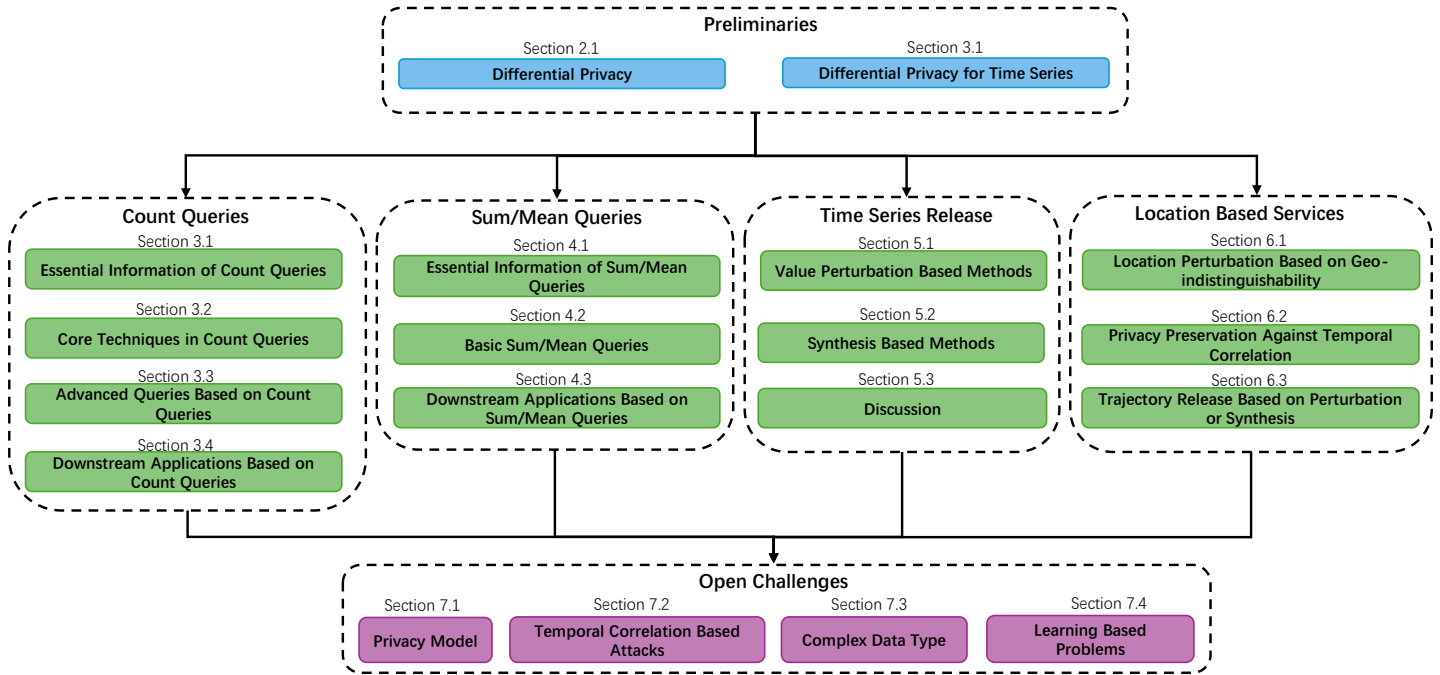 Preliminaries
Section 2.1
Differential Privacy
Section 3.1
Differential Privacy for Time Series
Count Queries
Section 3.1
Essential Information of Count Queries
Section 3.2
Core Techniques in Count Queries
Section 3.3
Advanced Queries Based on Count
Queries
Section 3.4
Downstream Applications Based on
Count Queries
Sum/Mean Queries
Section 4.1
Essential Information of Sum/Mean
Queries
Section 4.2
Basic Sum/Mean Queries
Section 4.3
Downstream Applications Based on
Sum/Mean Queries
Time Series Release
Section 5.1
Value Perturbation Based Methods
Section 5.2
Synthesis Based Methods
Section 5.3
Discussion
Location Based Services
Section 6.1
Location Perturbation Based on Geo-
indistinguishability
Section 6.2
Privacy Preservation Against Temporal
Correlation
Section 6.3
Trajectory Release Based on Perturbation
or Synthesis
Open Challenges
Section 7.1
Privacy Model
Section 7.2
Temporal Correlation Based
Attacks
Section 7.3
Complex Data Type
Section 7.4
Learning Based
Problems